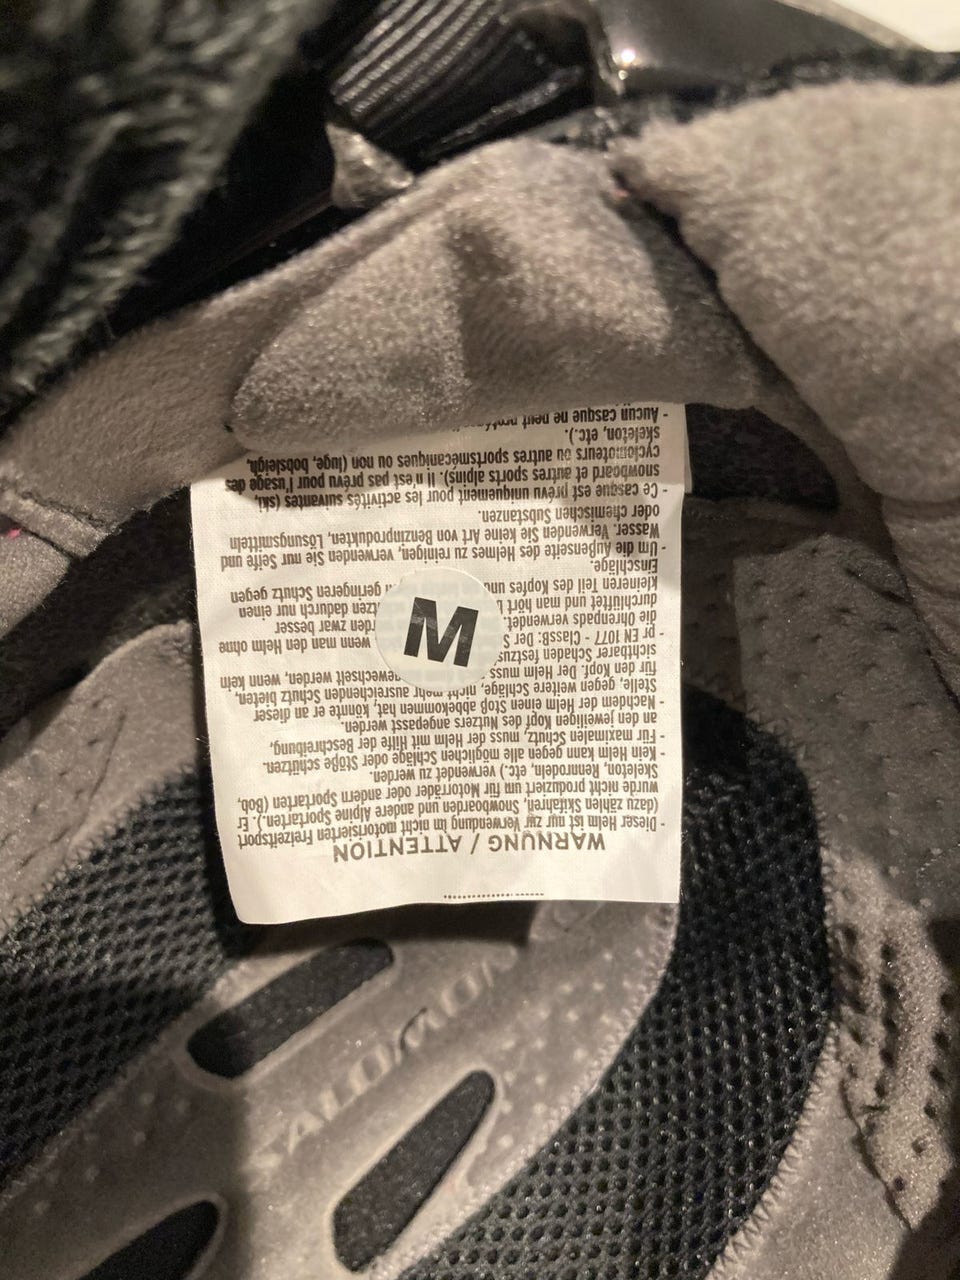 WARNUNG / ATTENTION
- Dieser Helm ist nur zur Verwendung im nicht motorisierten Freizeitsport
(dazu zählen Skifahren, Snowboarden und andere Alpine Sportarten.). Er
wurde nicht produziert um für Motorräder oder andern Sportarten (Bob,
Skeleton, Rennrodeln, etc.) verwendet zu werden.
- Kein Helm kann gegen alle möglichen Schläge oder Stöße schützen.
- Für maximalen Schutz, muss der Helm mit Hilfe der Beschreibung,
an den jeweiligen Kopf des Nutzers angepasst werden.
- Nachdem der Helm einen Stoß abbekommen hat, könnte er an dieser
Stelle, gegen weitere Schläge, nicht mehr ausreichenden Schutz bieten,
für den Kopf. Der Helm muss gewechselt werden, wenn kein
sichtbarer Schaden
- pr EN 1077 - ClassB: Der wenn man den Helm ohne
die Ohrenpads verwendet. zwar besser
durchlüftet und man hört dadurch nur einen
kleineren Teil des Kopfes und geringeren Schutz gegen
Einschläge.
- Um die Außenseite des Helmes zu reinigen, verwenden Sie nur Seife und
Wasser. Verwenden Sie keine Art von Benzinprodukten, Lösungsmitteln
oder chemischen Substanzen.
- Ce casque est prévu uniquement pour les activités suivantes (ski,
snowboard et autres sports alpins). Il n'est pas prévu pour l'usage des
cyclomoteurs ou autres sportsmécaniques ou non (luge, bobsleigh,
skeleton, etc.).
- Aucun casque ne peut
M
SALOMON